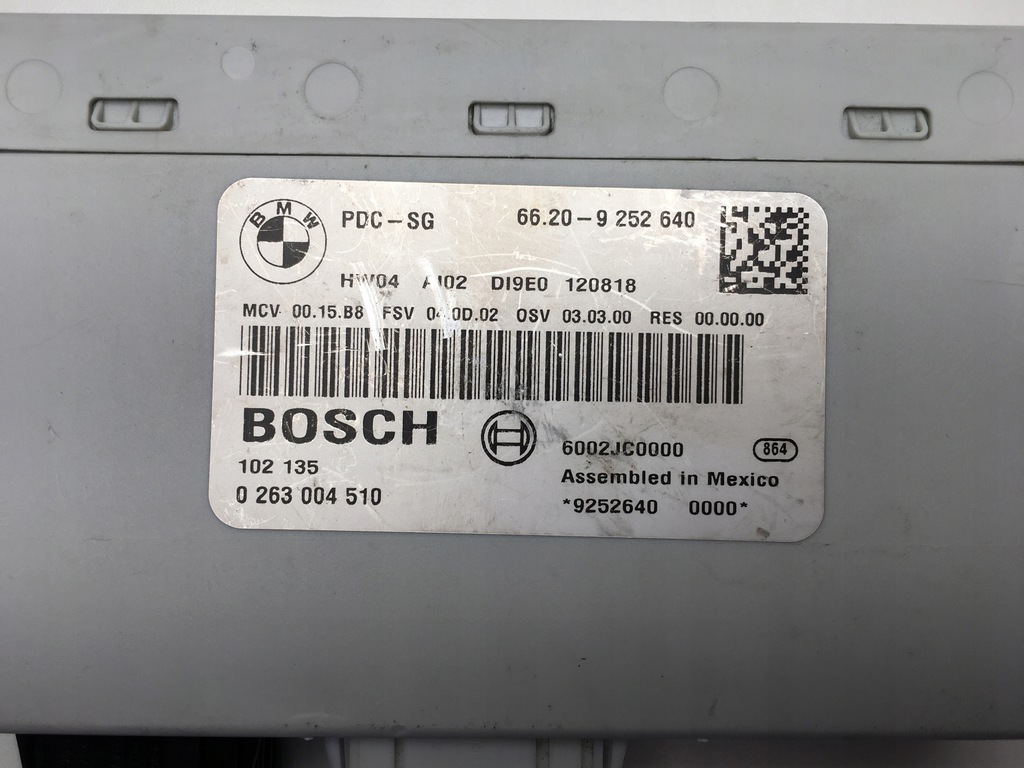 BMW
PDC-SG 66.20-9 252 640
HW04 AI02 DI9E0 120818
MCV 00.15.B8 FSV 04.0D.02 OSV 03.03.00 RES 00.00.00
BOSCH
102 135
0 263 004 510
6002JC0000 864
Assembled in Mexico
*9252640 0000*